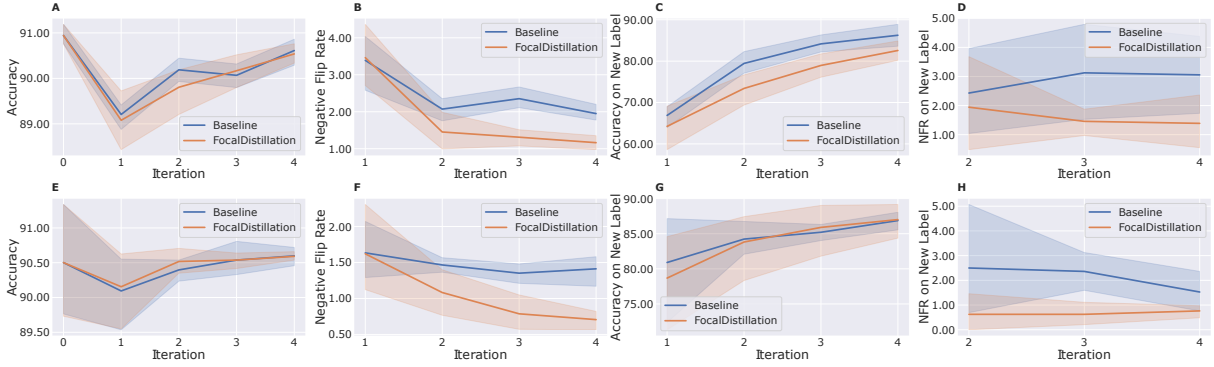 A
Accuracy
91.00
90.00
89.00
0 1 2 3 4
Iteration
Baseline
FocalDistillation
B
Negative Flip Rate
4.00
3.00
2.00
1.00
1 2 3 4
Iteration
Baseline
FocalDistillation
C
Accuracy on New Label
90.00
80.00
70.00
60.00
1 2 3 4
Iteration
Baseline
FocalDistillation
D
NFR on New Label
5.00
4.00
3.00
2.00
1.00
2 3 4
Iteration
Baseline
FocalDistillation
E
Accuracy
91.00
90.50
90.00
89.50
0 1 2 3 4
Iteration
Baseline
FocalDistillation
F
Negative Flip Rate
2.00
1.50
1.00
0.50
1 2 3 4
Iteration
Baseline
FocalDistillation
G
Accuracy on New Label
90.00
85.00
80.00
75.00
1 2 3 4
Iteration
Baseline
FocalDistillation
H
NFR on New Label
5.00
4.00
3.00
2.00
1.00
0.00
2 3 4
Iteration
Baseline
FocalDistillation